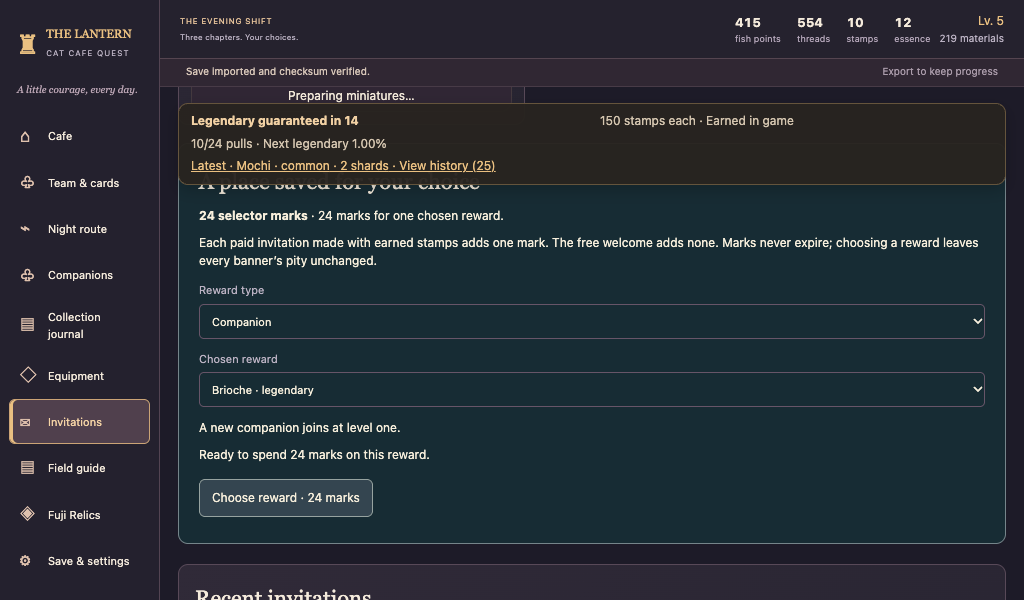 THE LANTERN
CAT CAFE QUEST
A little courage, every day.
Cafe
Team & cards
Night route
Companions
Collection
journal
Equipment
Invitations
Field guide
Fuji Relics
Save & settings
THE EVENING SHIFT
Three chapters. Your choices.
415
fish points
554
threads
10
stamps
12
essence
Lv. 5
219 materials
Save imported and checksum verified.
Export to keep progress
Preparing miniatures...
Legendary guaranteed in 14
150 stamps each · Earned in game
10/24 pulls · Next legendary 1.00%
Latest · Mochi · common · 2 shards · View history (25)
A place saved for your choice
24 selector marks · 24 marks for one chosen reward.
Each paid invitation made with earned stamps adds one mark. The free welcome adds none. Marks never expire; choosing a reward leaves
every banner’s pity unchanged.
Reward type
Companion
Chosen reward
Brioche · legendary
A new companion joins at level one.
Ready to spend 24 marks on this reward.
Choose reward · 24 marks
Recent invitations